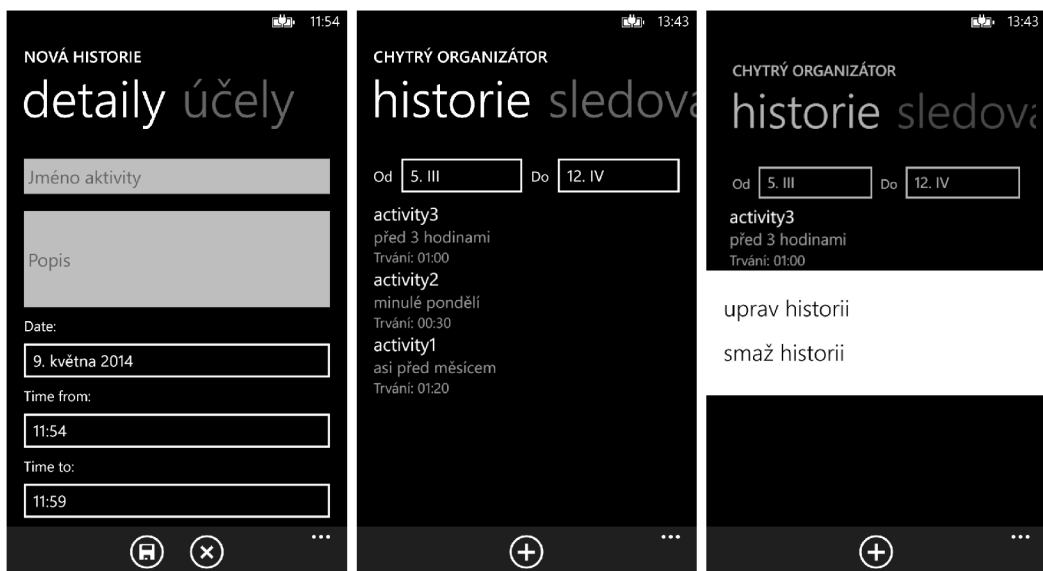 11:54
NOVÁ HISTORIE
detaily účely
Jméno aktivity
Popis
Date:
9. května 2014
Time from:
11:54
Time to:
11:59
13:43
CHYTRÝ ORGANIZÁTOR
historie sledova
Od 5. III Do 12. IV
activity3
před 3 hodinami
Trvání: 01:00
activity2
minulé pondělí
Trvání: 00:30
activity1
asi před měsícem
Trvání: 01:20
13:43
CHYTRÝ ORGANIZÁTOR
historie sledova
Od 5. III Do 12. IV
activity3
před 3 hodinami
Trvání: 01:00
uprav historii
smaž historii